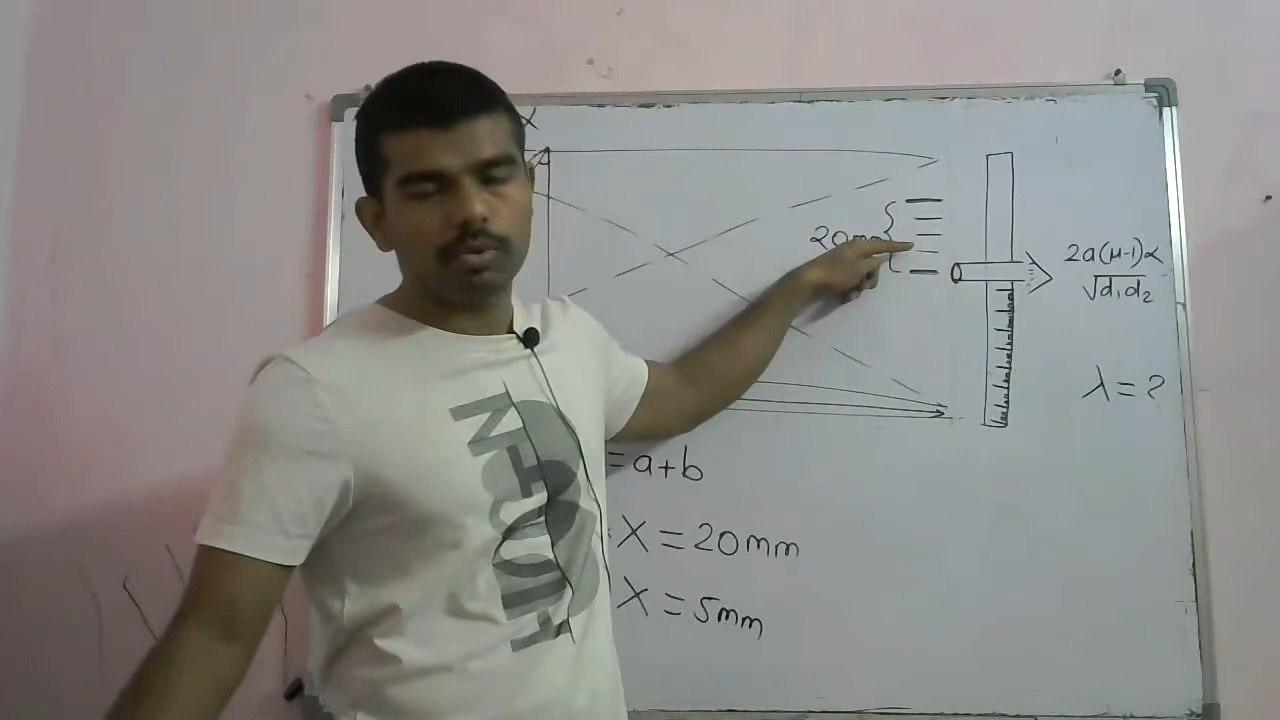 X
20mm
2a(μ-1)α
√d₁d₂
λ = ?
= a+b
X = 20mm
X = 5mm